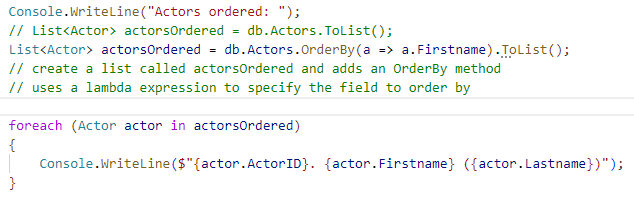 Console.WriteLine("Actors ordered: ");
// List<Actor> actorsOrdered = db.Actors.ToList();
List<Actor> actorsOrdered = db.Actors.OrderBy(a => a.Firstname).ToList();
// create a list called actorsOrdered and adds an OrderBy method
// uses a lambda expression to specify the field to order by
foreach (Actor actor in actorsOrdered)
{
    Console.WriteLine($"{actor.ActorID}. {actor.Firstname} ({actor.Lastname})");
}